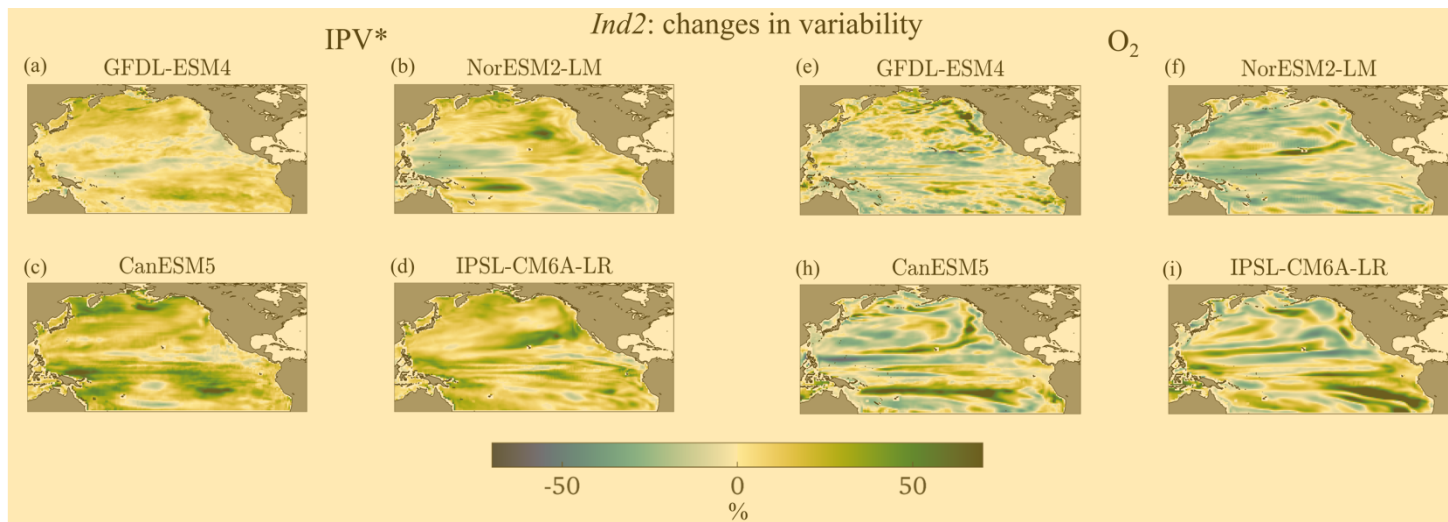 Ind2: changes in variability
IPV*
O₂
(a) GFDL-ESM4
(b) NorESM2-LM
(e) GFDL-ESM4
(f) NorESM2-LM
(c) CanESM5
(d) IPSL-CM6A-LR
(h) CanESM5
(i) IPSL-CM6A-LR
-50 0 50
%